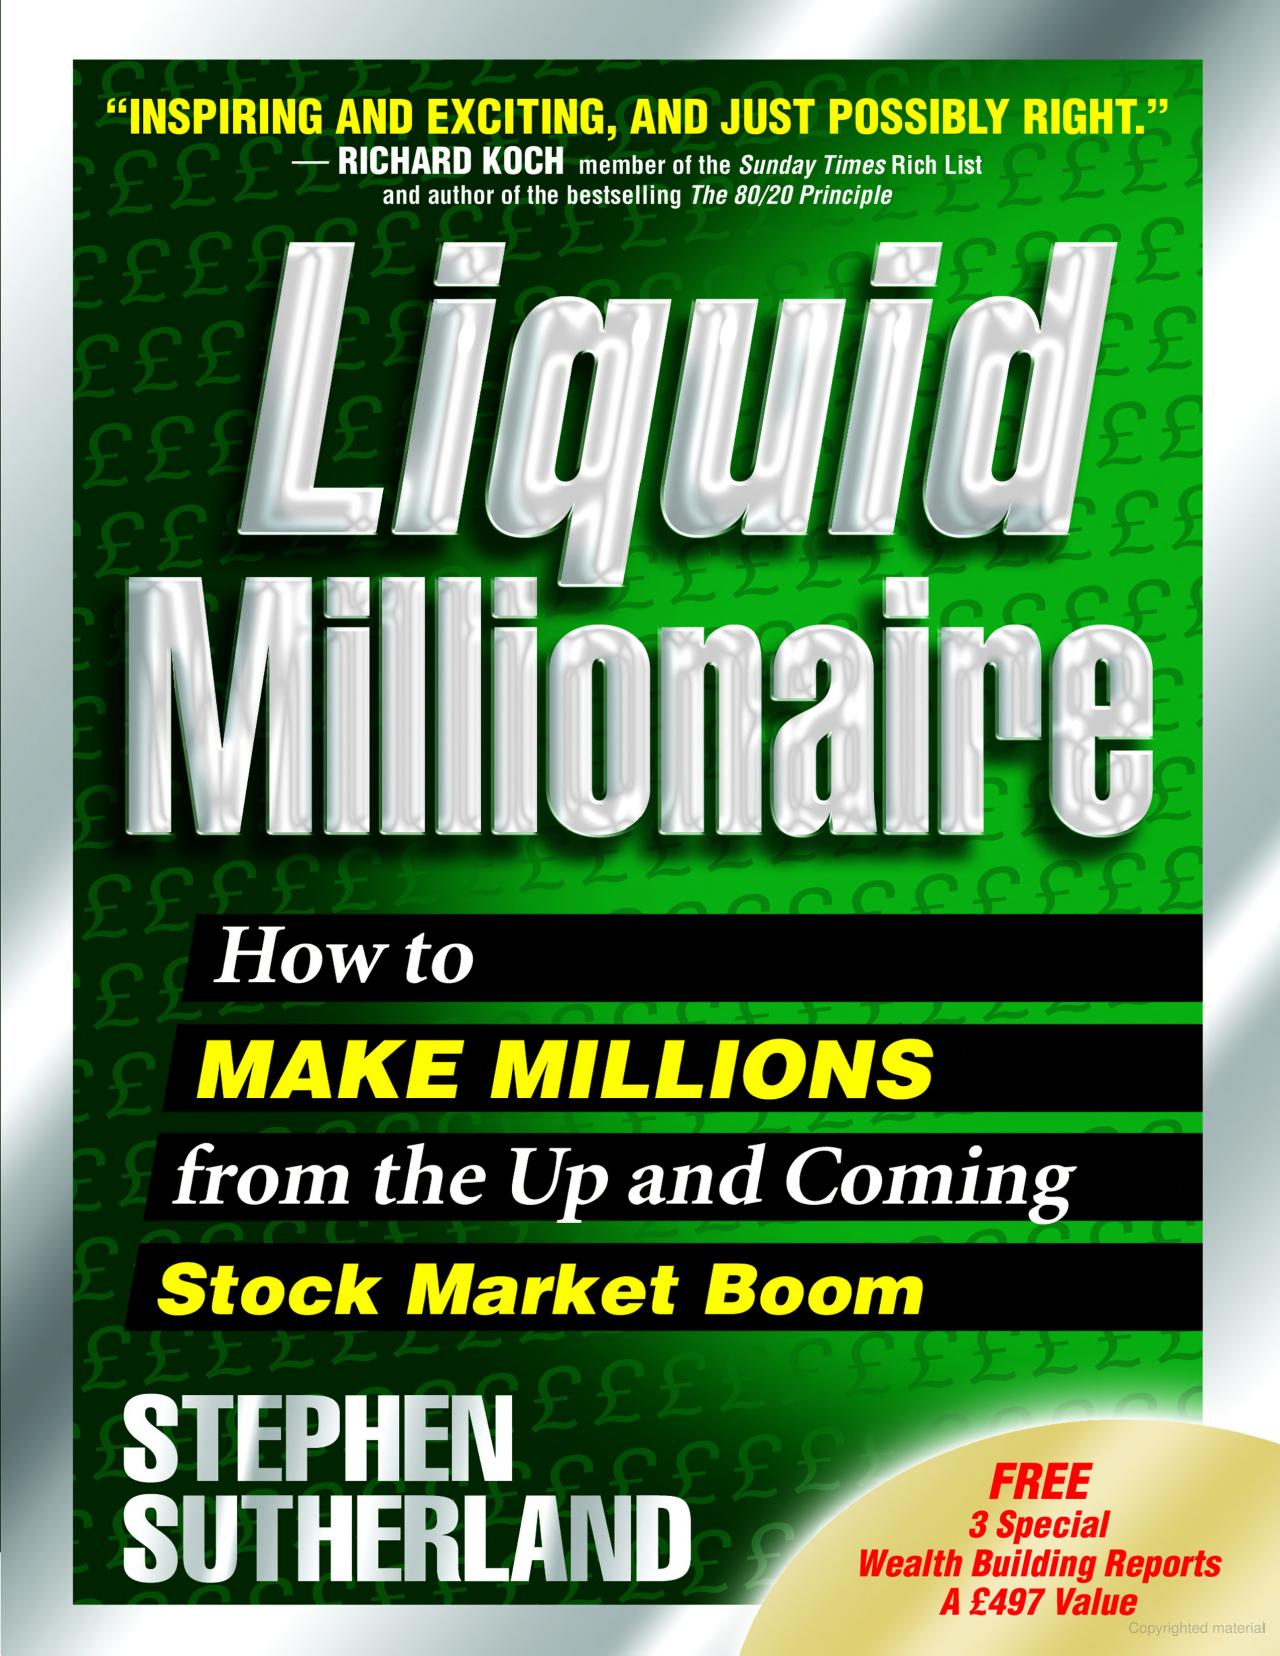 “INSPIRING AND EXCITING, AND JUST POSSIBLY RIGHT.”
— RICHARD KOCH member of the Sunday Times Rich List
and author of the bestselling The 80/20 Principle
Liquid
Millionaire
How to
MAKE MILLIONS
from the Up and Coming
Stock Market Boom
STEPHEN
SUTHERLAND
FREE
3 Special
Wealth Building Reports
A £497 Value
Copyrighted material